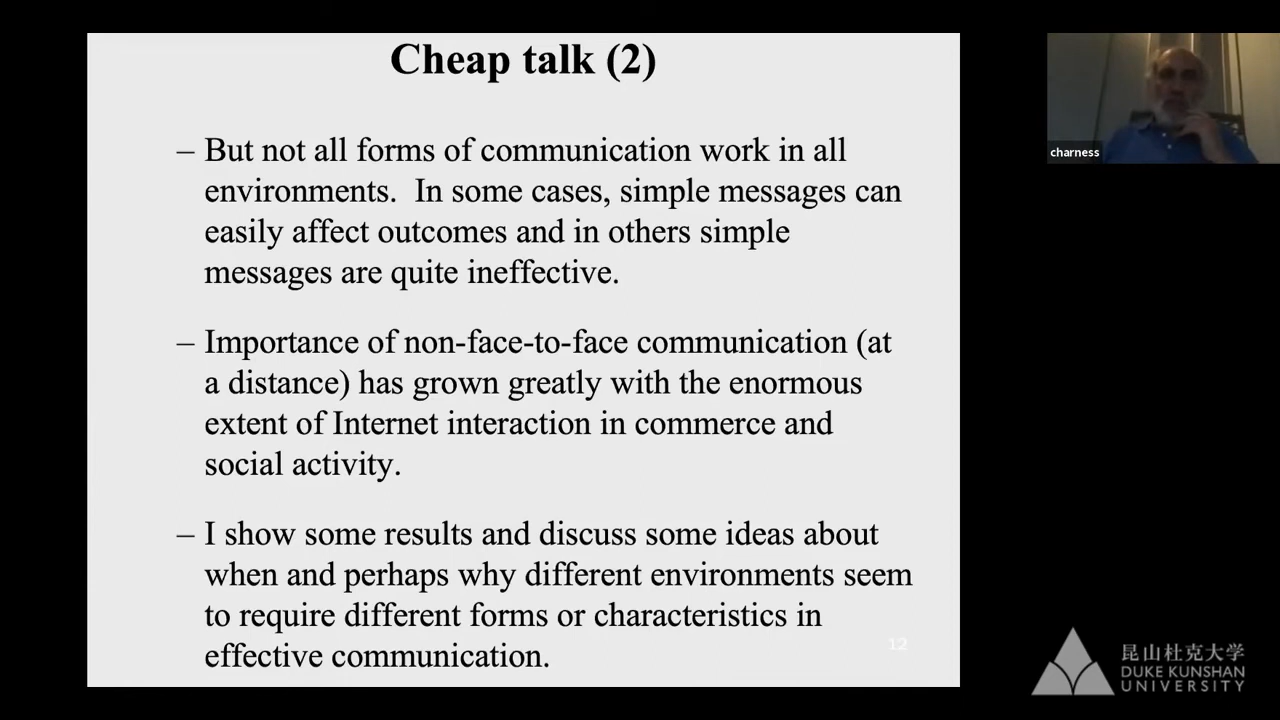 Cheap talk (2)
– But not all forms of communication work in all
environments.  In some cases, simple messages can
easily affect outcomes and in others simple
messages are quite ineffective.
– Importance of non-face-to-face communication (at
a distance) has grown greatly with the enormous
extent of Internet interaction in commerce and
social activity.
– I show some results and discuss some ideas about
when and perhaps why different environments seem
to require different forms or characteristics in
effective communication.
12
charness
昆山杜克大学
DUKE KUNSHAN
UNIVERSITY